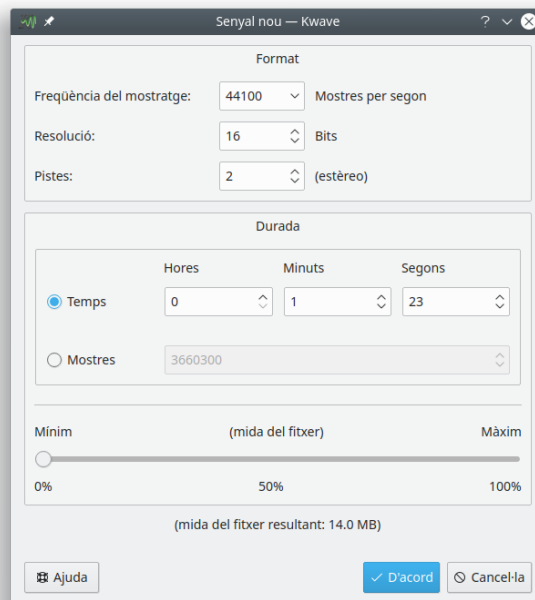 Senyal nou — Kwave
Format
Freqüència del mostratge: 44100 Mostres per segon
Resolució: 16 Bits
Pistes: 2 (estèreo)
Durada
Hores Minuts Segons
Temps 0 1 23
Mostres 3660300
Mínim (mida del fitxer) Màxim
0% 50% 100%
(mida del fitxer resultant: 14.0 MB)
Ajuda D'acord Cancel·la